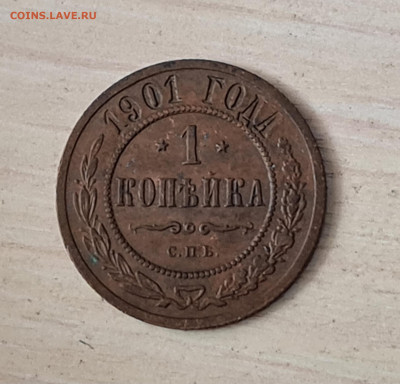 COINS.LAVE.RU
1901 ГОДА
1
КОПѢЙКА
С.П.Б.